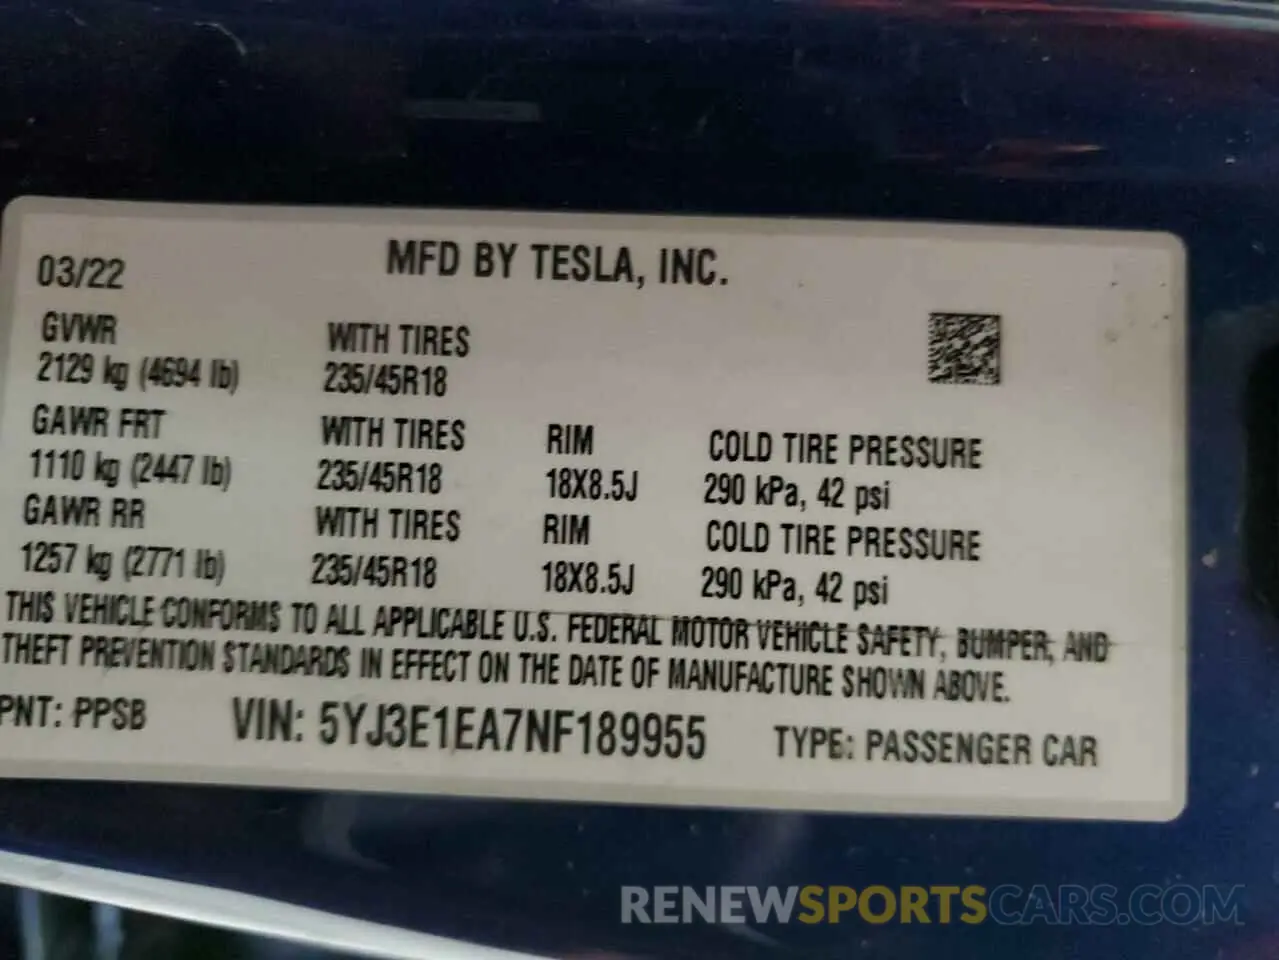 MFD BY TESLA, INC.
03/22
GVWR WITH TIRES
2129 kg (4694 lb) 235/45R18
GAWR FRT WITH TIRES RIM COLD TIRE PRESSURE
1110 kg (2447 lb) 235/45R18 18X8.5J 290 kPa, 42 psi
GAWR RR WITH TIRES RIM COLD TIRE PRESSURE
1257 kg (2771 lb) 235/45R18 18X8.5J 290 kPa, 42 psi
THIS VEHICLE CONFORMS TO ALL APPLICABLE U.S. FEDERAL MOTOR VEHICLE SAFETY, BUMPER, AND
THEFT PREVENTION STANDARDS IN EFFECT ON THE DATE OF MANUFACTURE SHOWN ABOVE.
PNT: PPSB VIN: 5YJ3E1EA7NF189955 TYPE: PASSENGER CAR
RENEWSPORTSCARS.COM